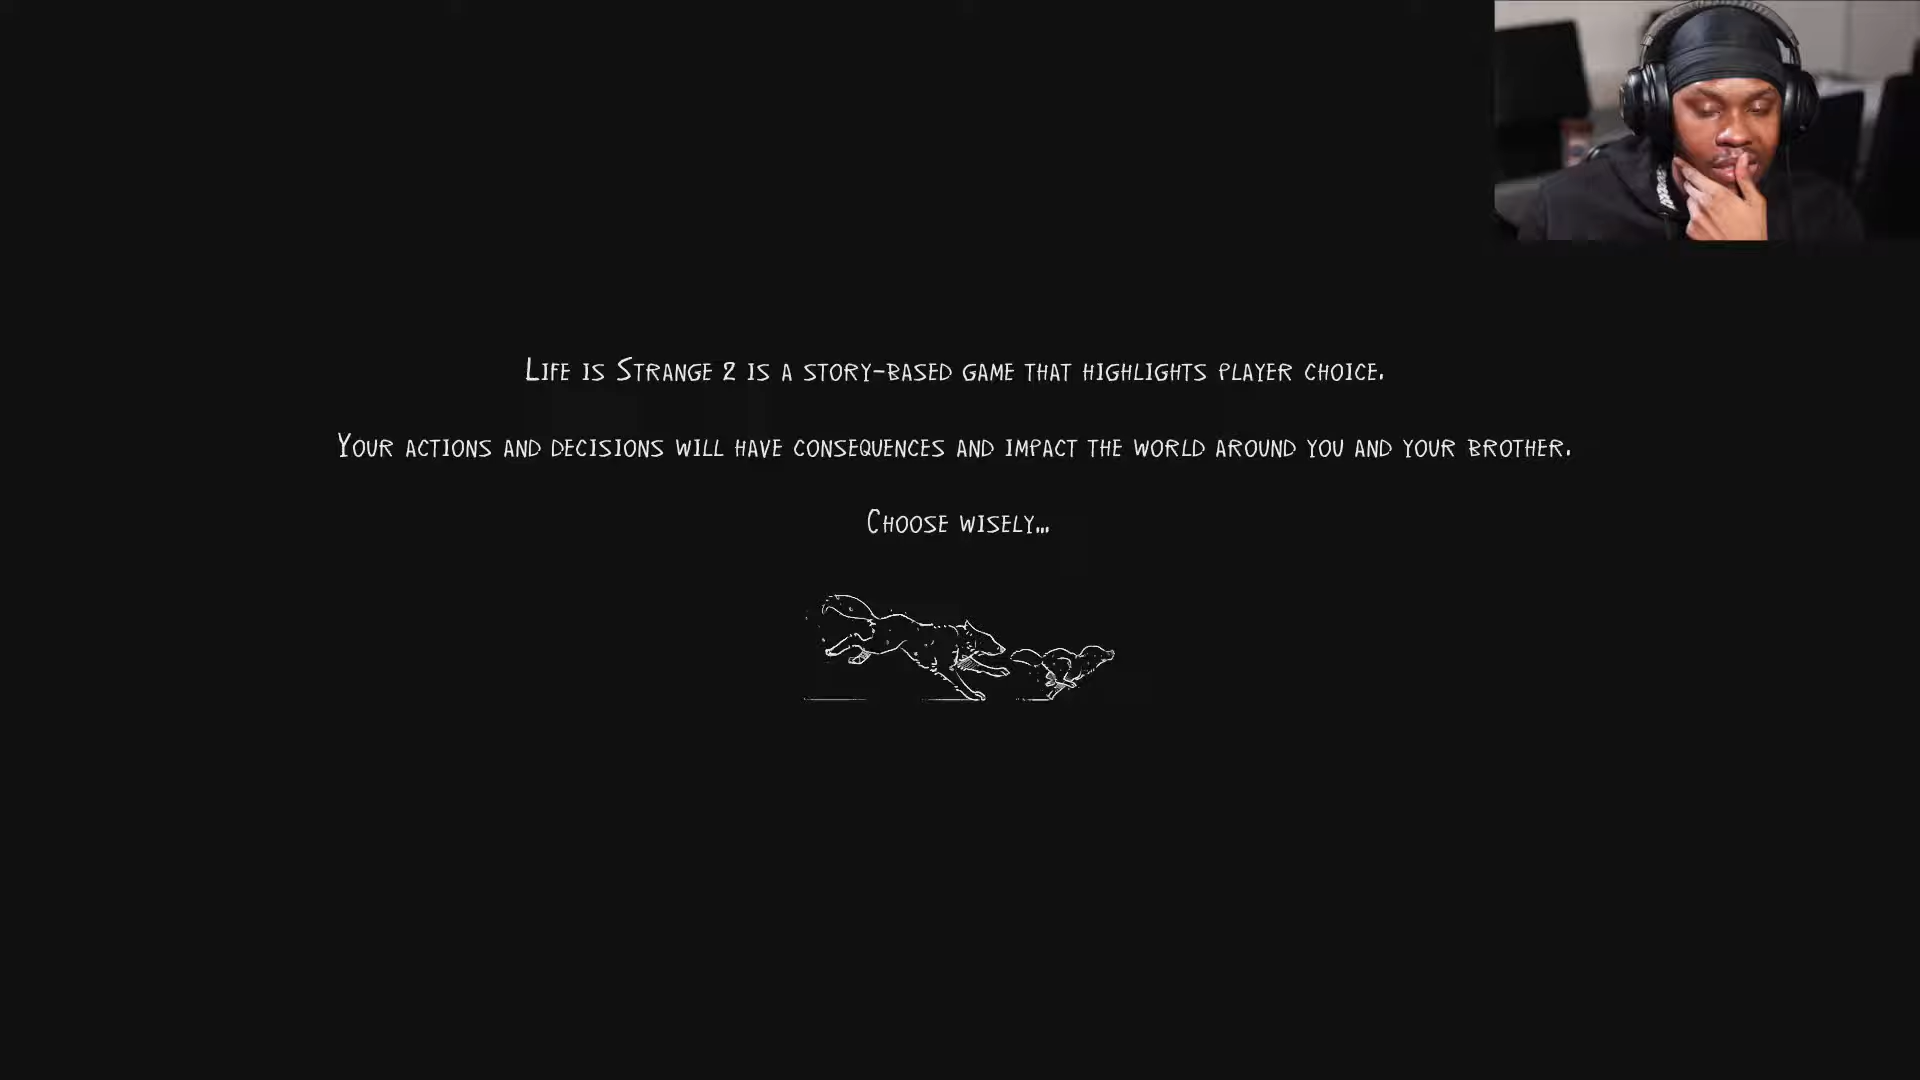 Life is Strange 2 is a story-based game that highlights player choice.
Your actions and decisions will have consequences and impact the world around you and your brother.
Choose wisely...